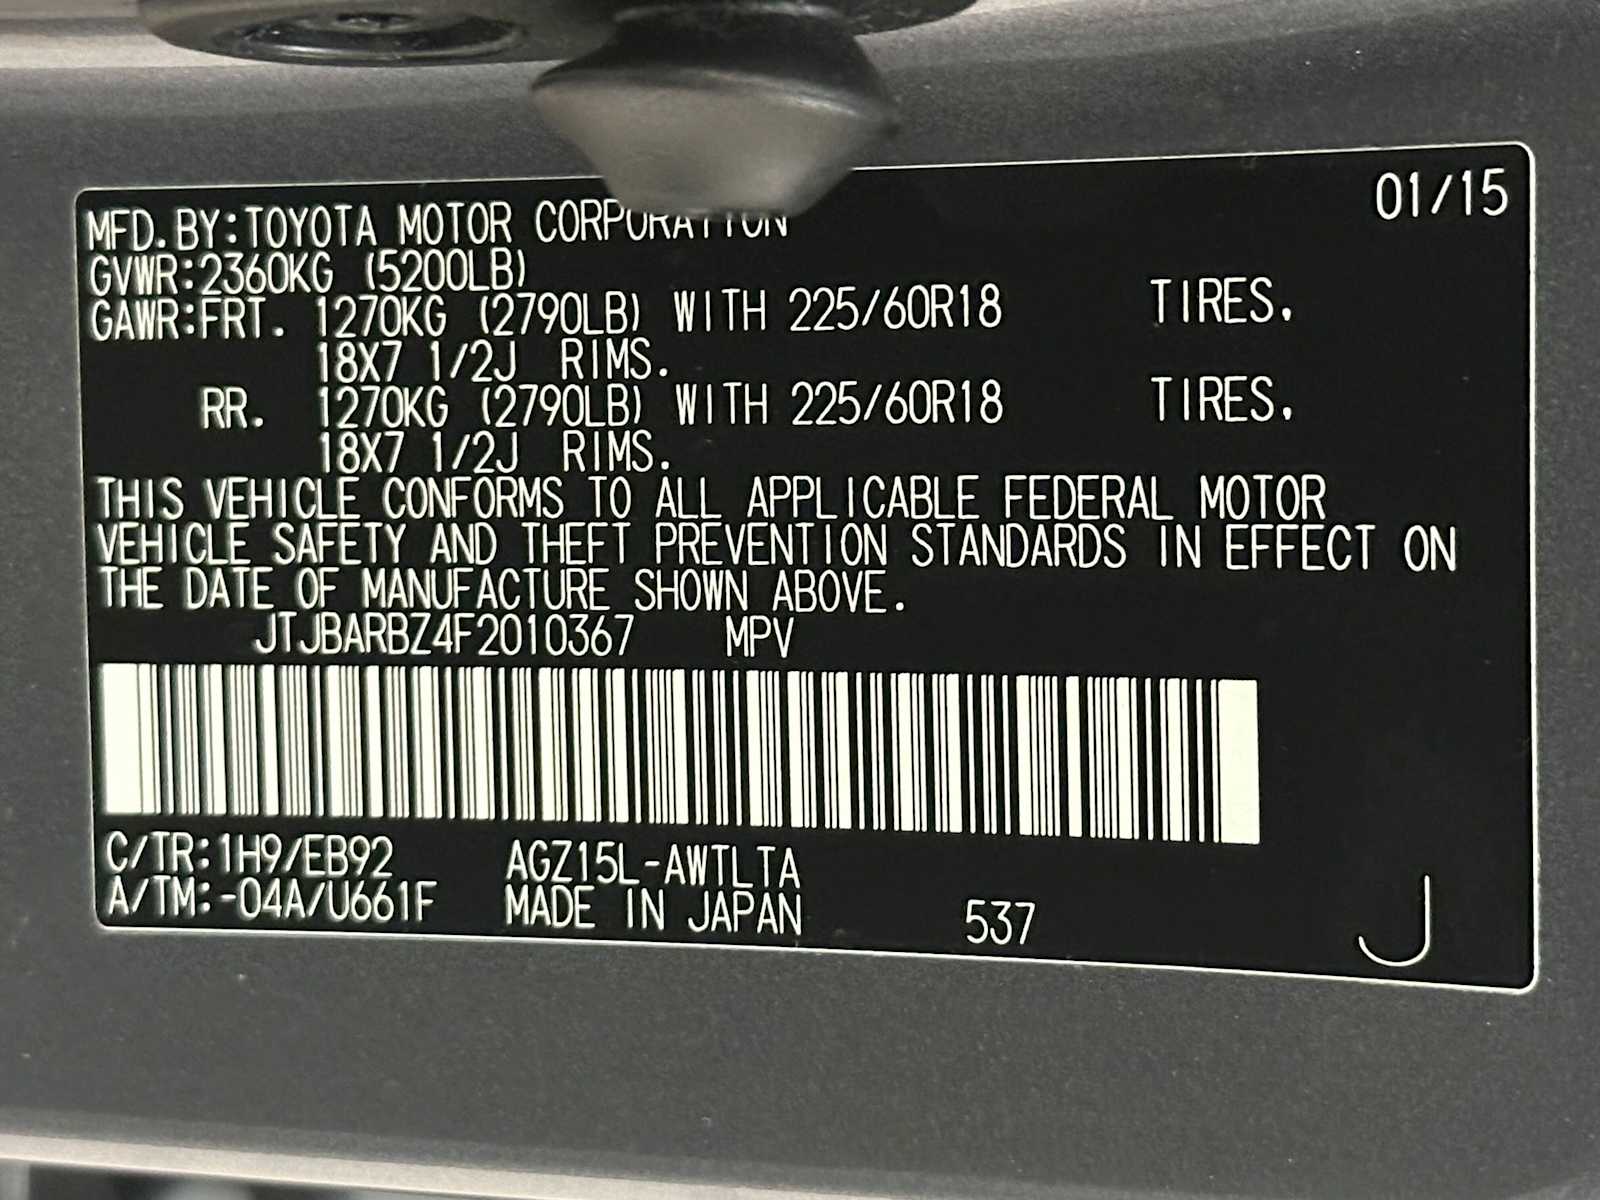 01/15
MFD.BY:TOYOTA MOTOR CORPORATION
GVWR:2360KG (5200LB)
GAWR:FRT. 1270KG (2790LB) WITH 225/60R18 TIRES.
18X7 1/2J RIMS.
RR. 1270KG (2790LB) WITH 225/60R18 TIRES.
18X7 1/2J RIMS.
THIS VEHICLE CONFORMS TO ALL APPLICABLE FEDERAL MOTOR
VEHICLE SAFETY AND THEFT PREVENTION STANDARDS IN EFFECT ON
THE DATE OF MANUFACTURE SHOWN ABOVE.
JTJBARBZ4F2010367 MPV
C/TR:1H9/EB92 AGZ15L-AWTLTA
A/TM:-04A/U661F MADE IN JAPAN 537 J